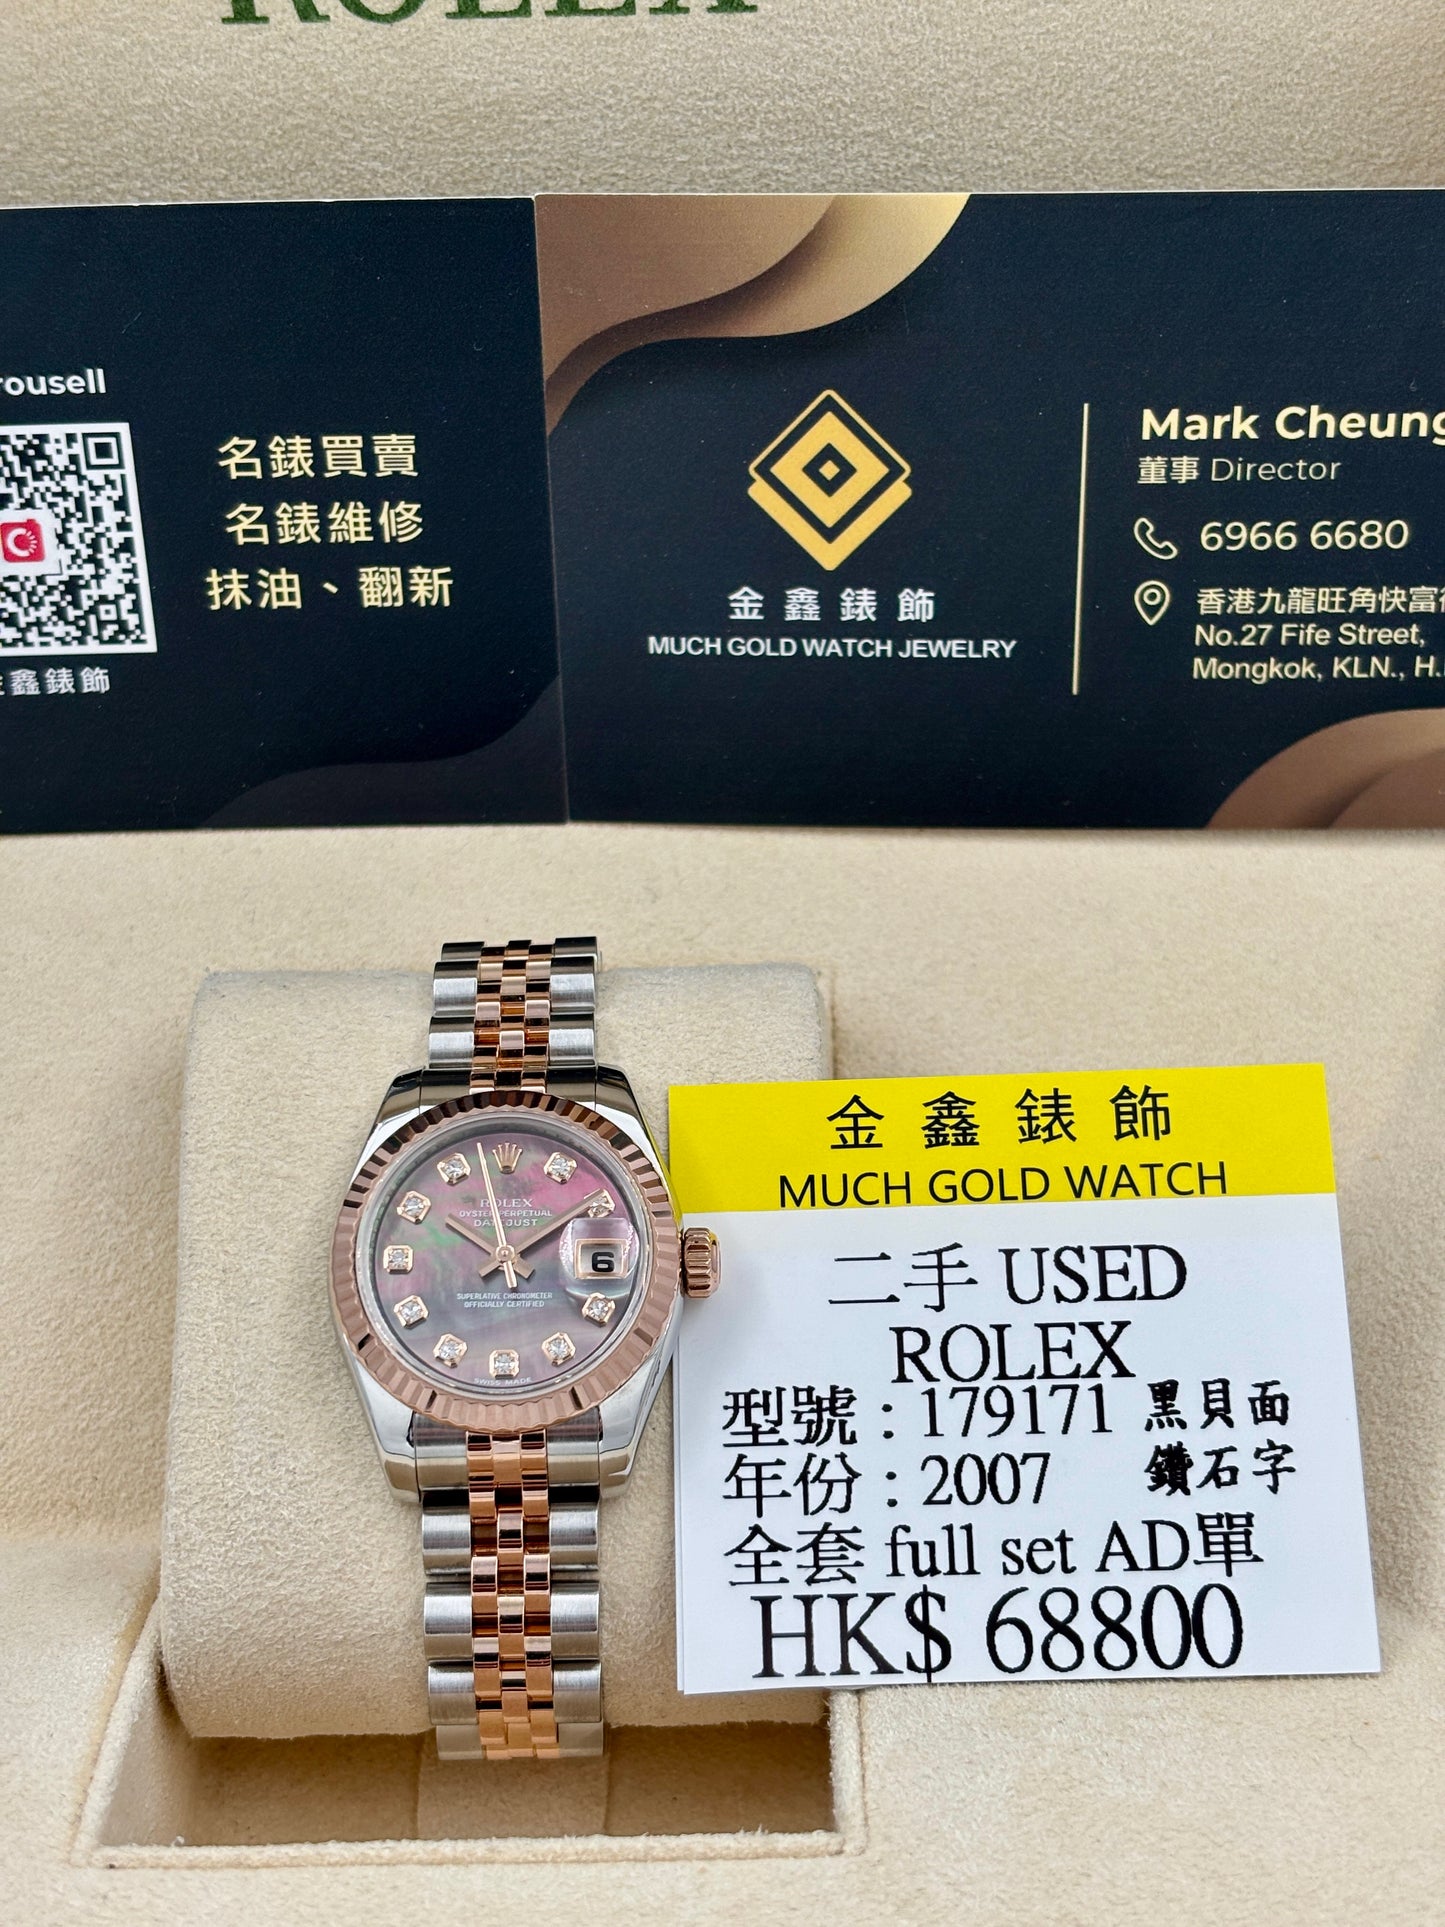 ROLEX
rousell
名錶買賣
名錶維修
抹油、翻新
鑫錶飾
金鑫錶飾
MUCH GOLD WATCH JEWELRY
Mark Cheung
董事 Director
6966 6680
香港九龍旺角快富
No.27 Fife Street,
Mongkok, KLN., H.
ROLEX
OYSTER PERPETUAL
DATEJUST
6
SUPERLATIVE CHRONOMETER
OFFICIALLY CERTIFIED
SWISS MADE
金鑫錶飾
MUCH GOLD WATCH
二手 USED
ROLEX
型號：179171 黑貝面
年份：2007 鑽石字
全套 full set AD單
HK$ 68800